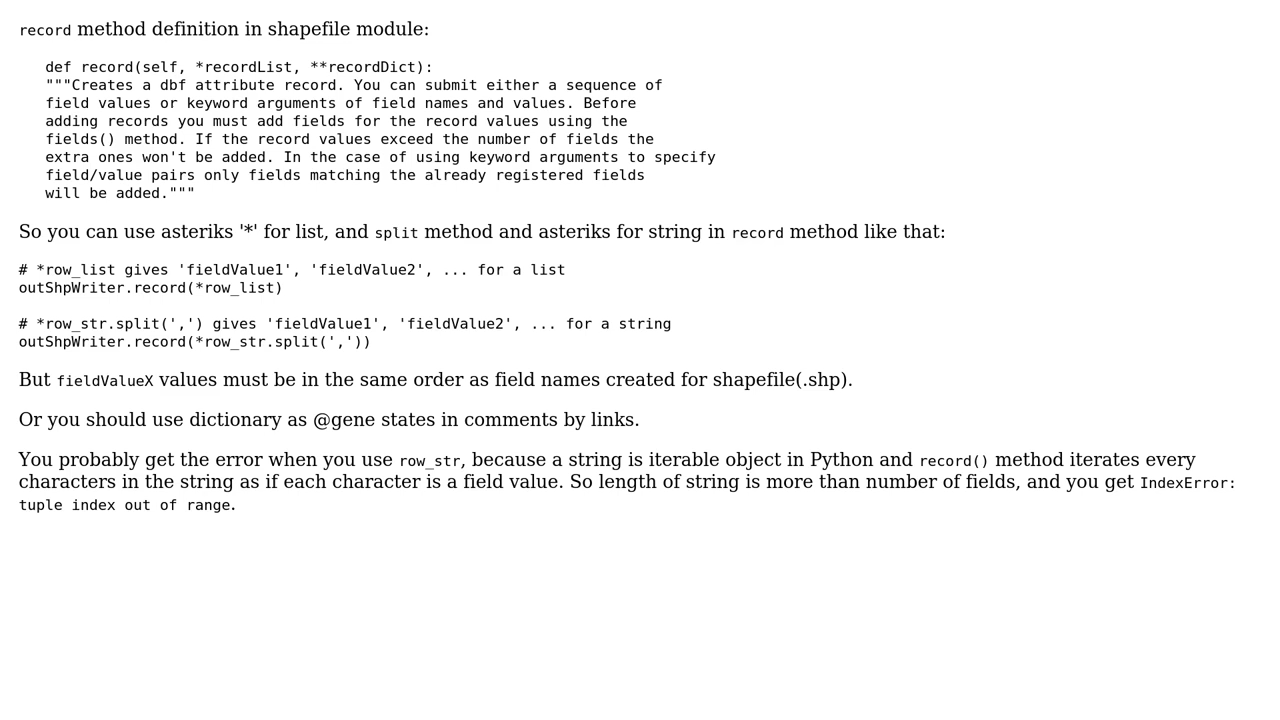 record method definition in shapefile module:
def record(self, *recordList, **recordDict):
"""Creates a dbf attribute record. You can submit either a sequence of
field values or keyword arguments of field names and values. Before
adding records you must add fields for the record values using the
fields() method. If the record values exceed the number of fields the
extra ones won't be added. In the case of using keyword arguments to specify
field/value pairs only fields matching the already registered fields
will be added."""
So you can use asteriks '*' for list, and split method and asteriks for string in record method like that:
# *row_list gives 'fieldValue1', 'fieldValue2', ... for a list
outShpWriter.record(*row_list)
# *row_str.split(',') gives 'fieldValue1', 'fieldValue2', ... for a string
outShpWriter.record(*row_str.split(','))
But fieldValueX values must be in the same order as field names created for shapefile(.shp).
Or you should use dictionary as @gene states in comments by links.
You probably get the error when you use row_str, because a string is iterable object in Python and record() method iterates every
characters in the string as if each character is a field value. So length of string is more than number of fields, and you get IndexError:
tuple index out of range.